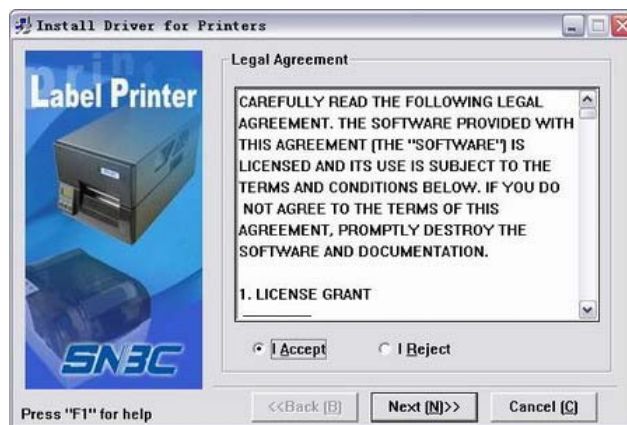 Install Driver for Printers
Label Printer
SNBC
Press "F1" for help
Legal Agreement
CAREFULLY READ THE FOLLOWING LEGAL
AGREEMENT. THE SOFTWARE PROVIDED WITH
THIS AGREEMENT (THE "SOFTWARE") IS
LICENSED AND ITS USE IS SUBJECT TO THE
TERMS AND CONDITIONS BELOW. IF YOU DO
NOT AGREE TO THE TERMS OF THIS
AGREEMENT, PROMPTLY DESTROY THE
SOFTWARE AND DOCUMENTATION.
1. LICENSE GRANT
I Accept
I Reject
<<Back (B)
Next (N)>>
Cancel (C)